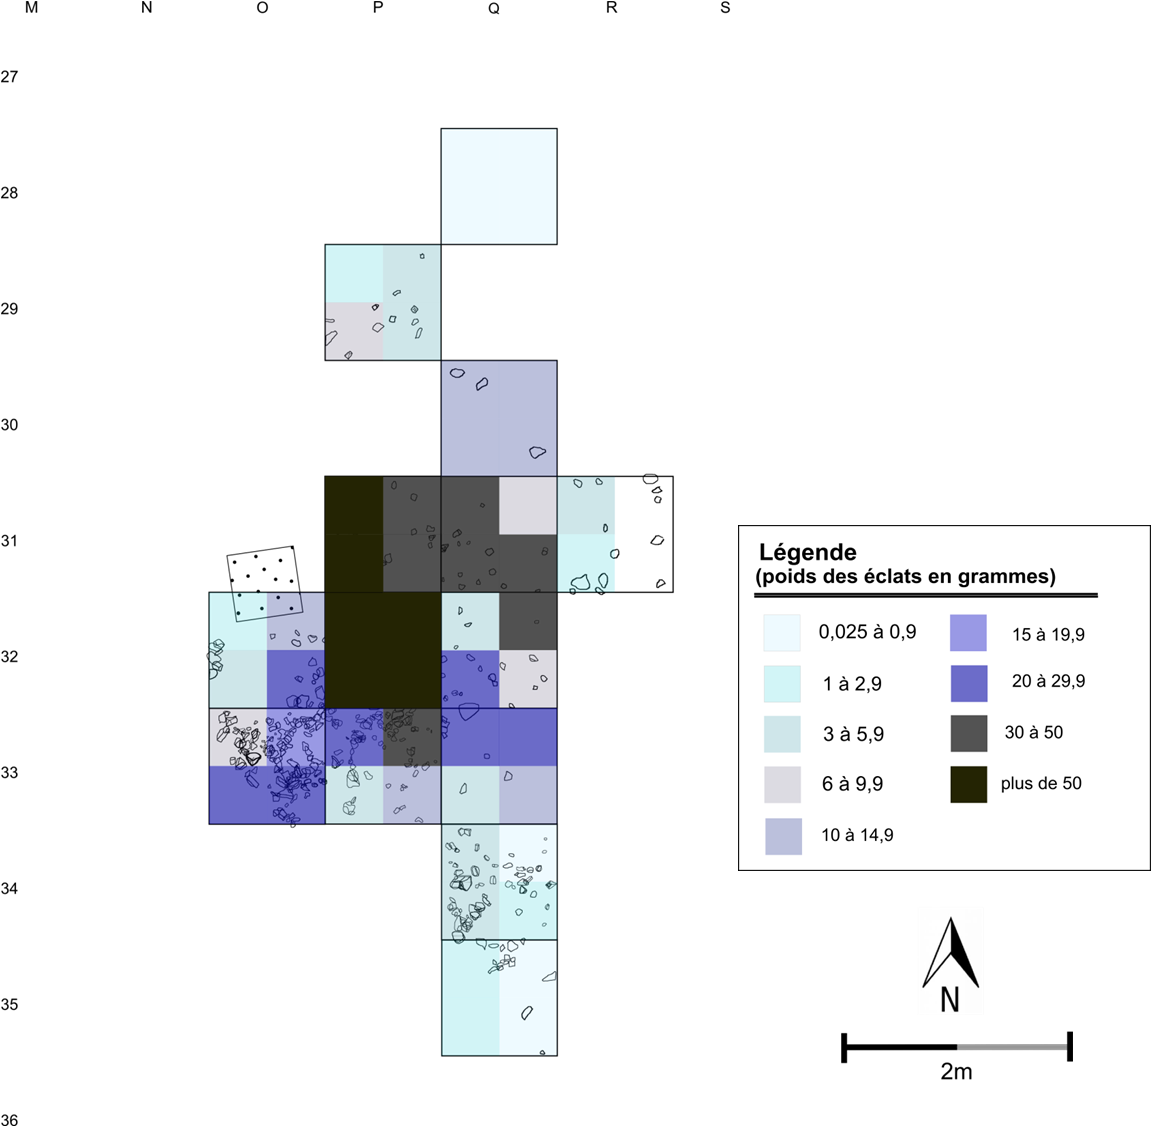 M N O P Q R S
27
28
29
30
31
32
33
34
35
36
Légende
(poids des éclats en grammes)
0,025 à 0,9
1 à 2,9
3 à 5,9
6 à 9,9
10 à 14,9
15 à 19,9
20 à 29,9
30 à 50
plus de 50
N
2m